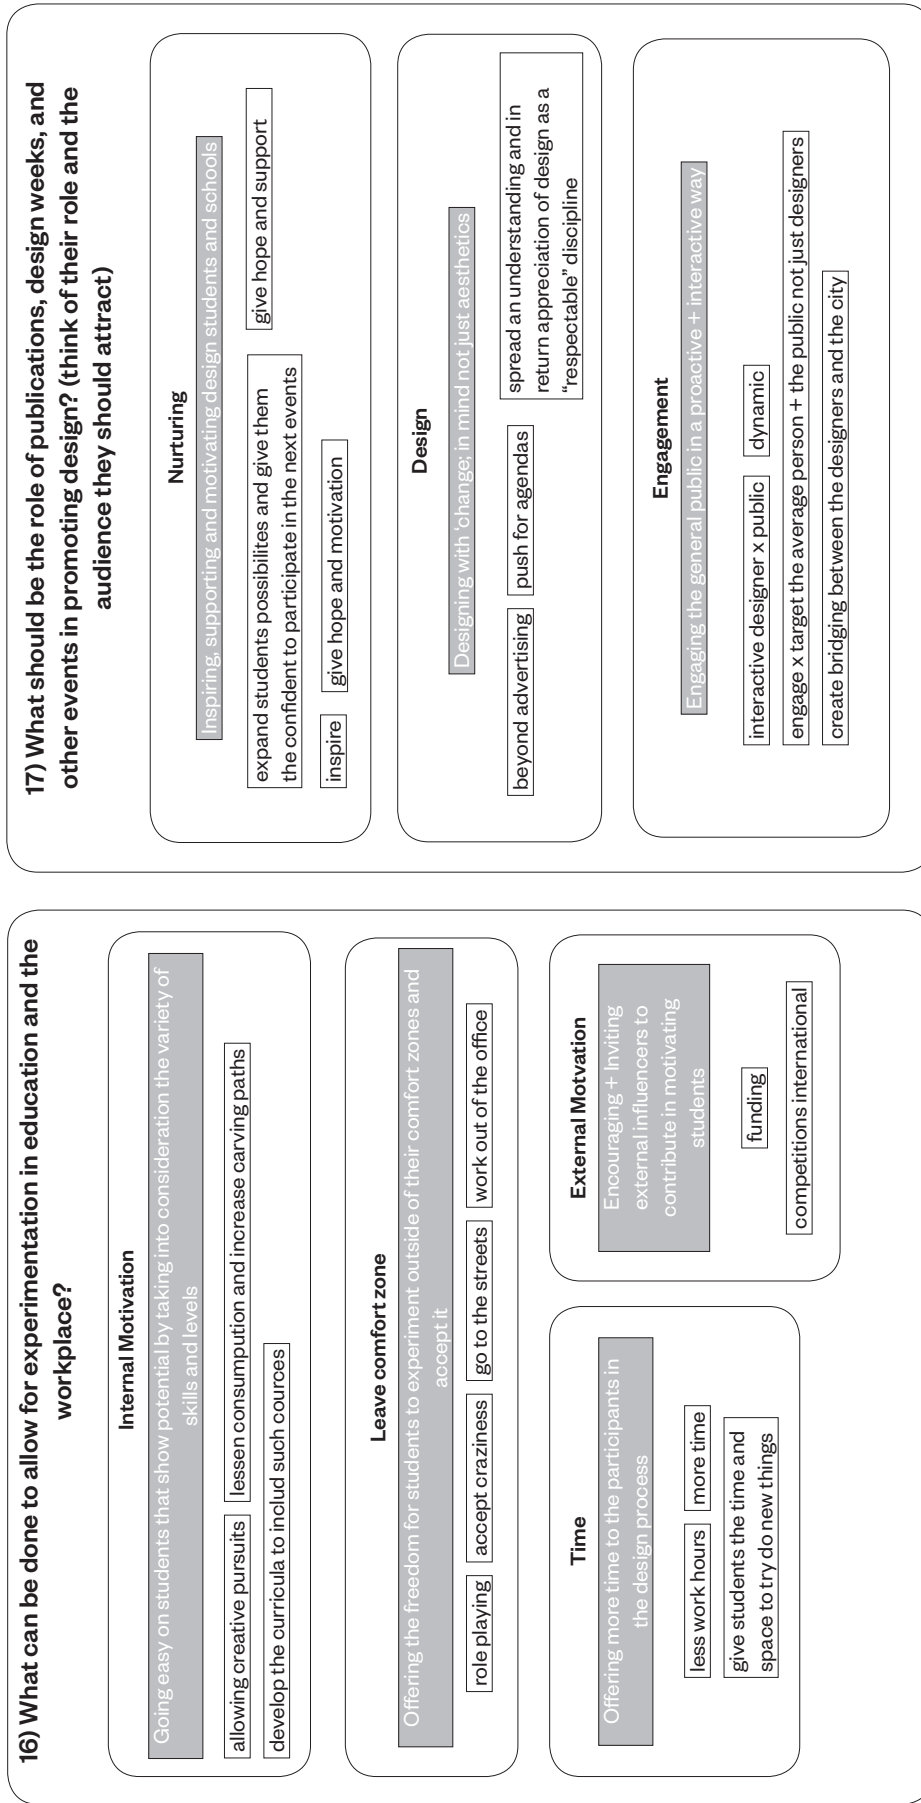 16) What can be done to allow for experimentation in education and the
workplace?
Internal Motivation
Going easy on students that show potential by taking into consideration the variety of
skills and levels
allowing creative pursuits
lessen consumpution and increase carving paths
develop the curricula to includ such cources
Leave comfort zone
Offering the freedom for students to experiment outside of their comfort zones and
accept it
role playing
accept craziness
go to the streets
work out of the office
Time
Offering more time to the participants in
the design process
less work hours
more time
give students the time and
space to try do new things
External Motvation
Encouraging + Inviting
external influencers to
contribute in motivating
students
funding
competitions international
17) What should be the role of publications, design weeks, and
other events in promoting design? (think of their role and the
audience they should attract)
Nurturing
Inspiring, supporting and motivating design students and schools
expand students possibilites and give them
the confident to participate in the next events
give hope and support
inspire
give hope and motivation
Design
Designing with ‘change; in mind not just aesthetics
beyond advertising
push for agendas
spread an understanding and in
return appreciation of design as a
“respectable” discipline
Engagement
Engaging the general public in a proactive + interactive way
interactive designer x public
dynamic
engage x target the average person + the public not just designers
create bridging between the designers and the city